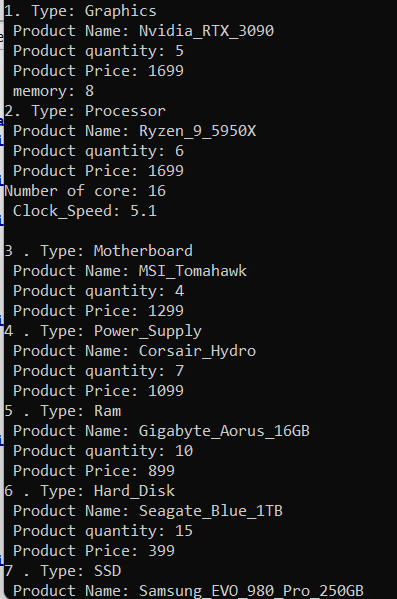 1. Type: Graphics
Product Name: Nvidia_RTX_3090
Product quantity: 5
Product Price: 1699
memory: 8
2. Type: Processor
Product Name: Ryzen_9_5950X
Product quantity: 6
Product Price: 1699
Number of core: 16
Clock_Speed: 5.1
3 . Type: Motherboard
Product Name: MSI_Tomahawk
Product quantity: 4
Product Price: 1299
4 . Type: Power_Supply
Product Name: Corsair_Hydro
Product quantity: 7
Product Price: 1099
5 . Type: Ram
Product Name: Gigabyte_Aorus_16GB
Product quantity: 10
Product Price: 899
6 . Type: Hard_Disk
Product Name: Seagate_Blue_1TB
Product quantity: 15
Product Price: 399
7 . Type: SSD
Product Name: Samsung_EVO_980_Pro_250GB